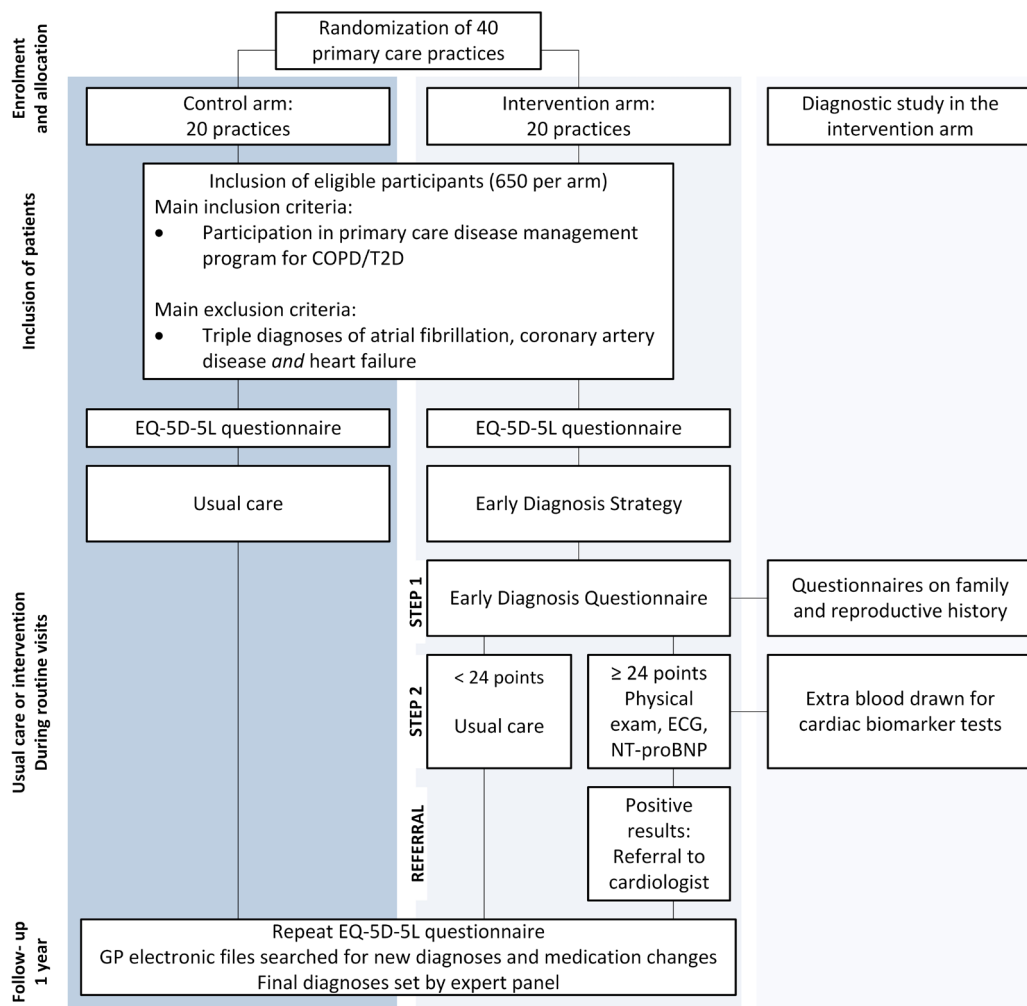 Enrolment
and allocation
Randomization of 40
primary care practices
Control arm:
20 practices
Intervention arm:
20 practices
Diagnostic study in the
intervention arm
Inclusion of patients
Inclusion of eligible participants (650 per arm)
Main inclusion criteria:
• Participation in primary care disease management
program for COPD/T2D
Main exclusion criteria:
• Triple diagnoses of atrial fibrillation, coronary artery
disease and heart failure
EQ-5D-5L questionnaire
EQ-5D-5L questionnaire
Usual care or intervention
During routine visits
Usual care
Early Diagnosis Strategy
STEP 1
Early Diagnosis Questionnaire
Questionnaires on family
and reproductive history
STEP 2
< 24 points
Usual care
≥ 24 points
Physical
exam, ECG,
NT-proBNP
Extra blood drawn for
cardiac biomarker tests
REFERRAL
Positive
results:
Referral to
cardiologist
Follow- up
1 year
Repeat EQ-5D-5L questionnaire
GP electronic files searched for new diagnoses and medication changes
Final diagnoses set by expert panel